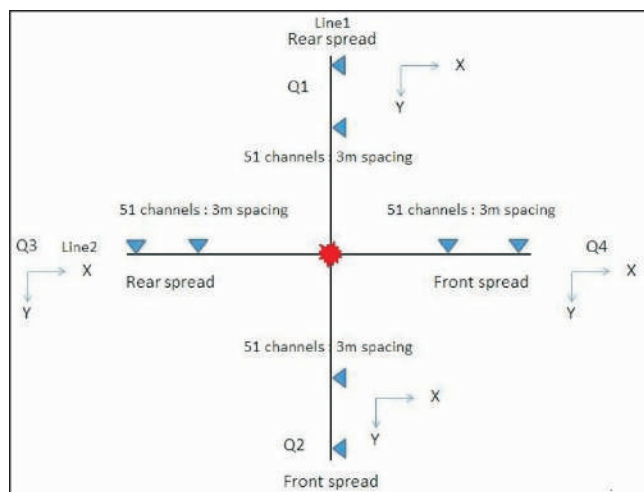 Line1
Rear spread
Q1
X
Y
51 channels : 3m spacing
51 channels : 3m spacing
51 channels : 3m spacing
Q3
Line2
X
Y
Rear spread
Front spread
Q4
X
Y
51 channels : 3m spacing
X
Y
Q2
Front spread